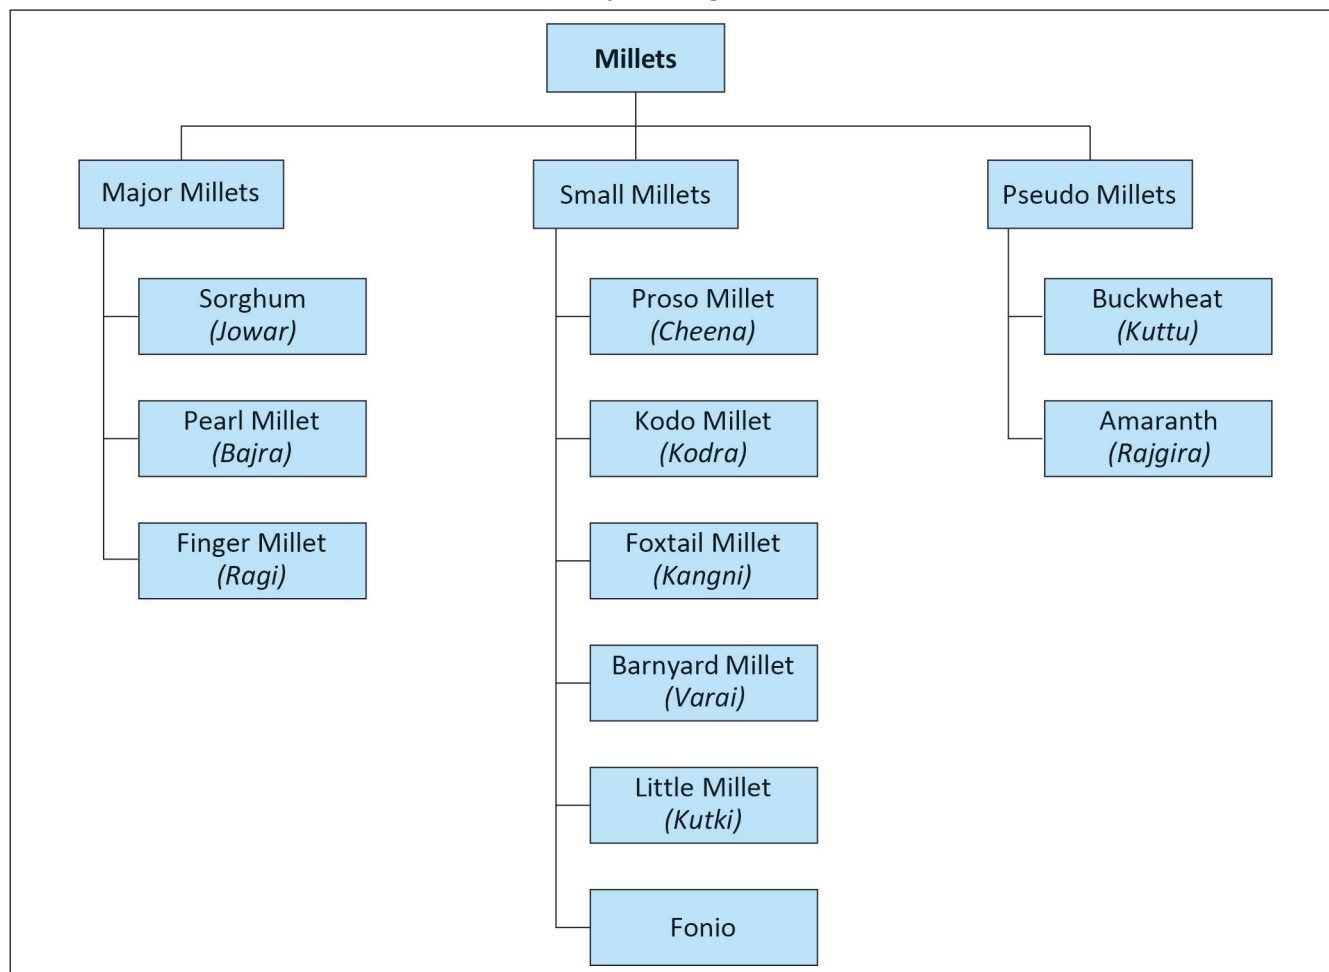 Millets
Major Millets
Sorghum
(Jowar)
Pearl Millet
(Bajra)
Finger Millet
(Ragi)
Small Millets
Proso Millet
(Cheena)
Kodo Millet
(Kodra)
Foxtail Millet
(Kangni)
Barnyard Millet
(Varai)
Little Millet
(Kutki)
Fonio
Pseudo Millets
Buckwheat
(Kuttu)
Amaranth
(Rajgira)